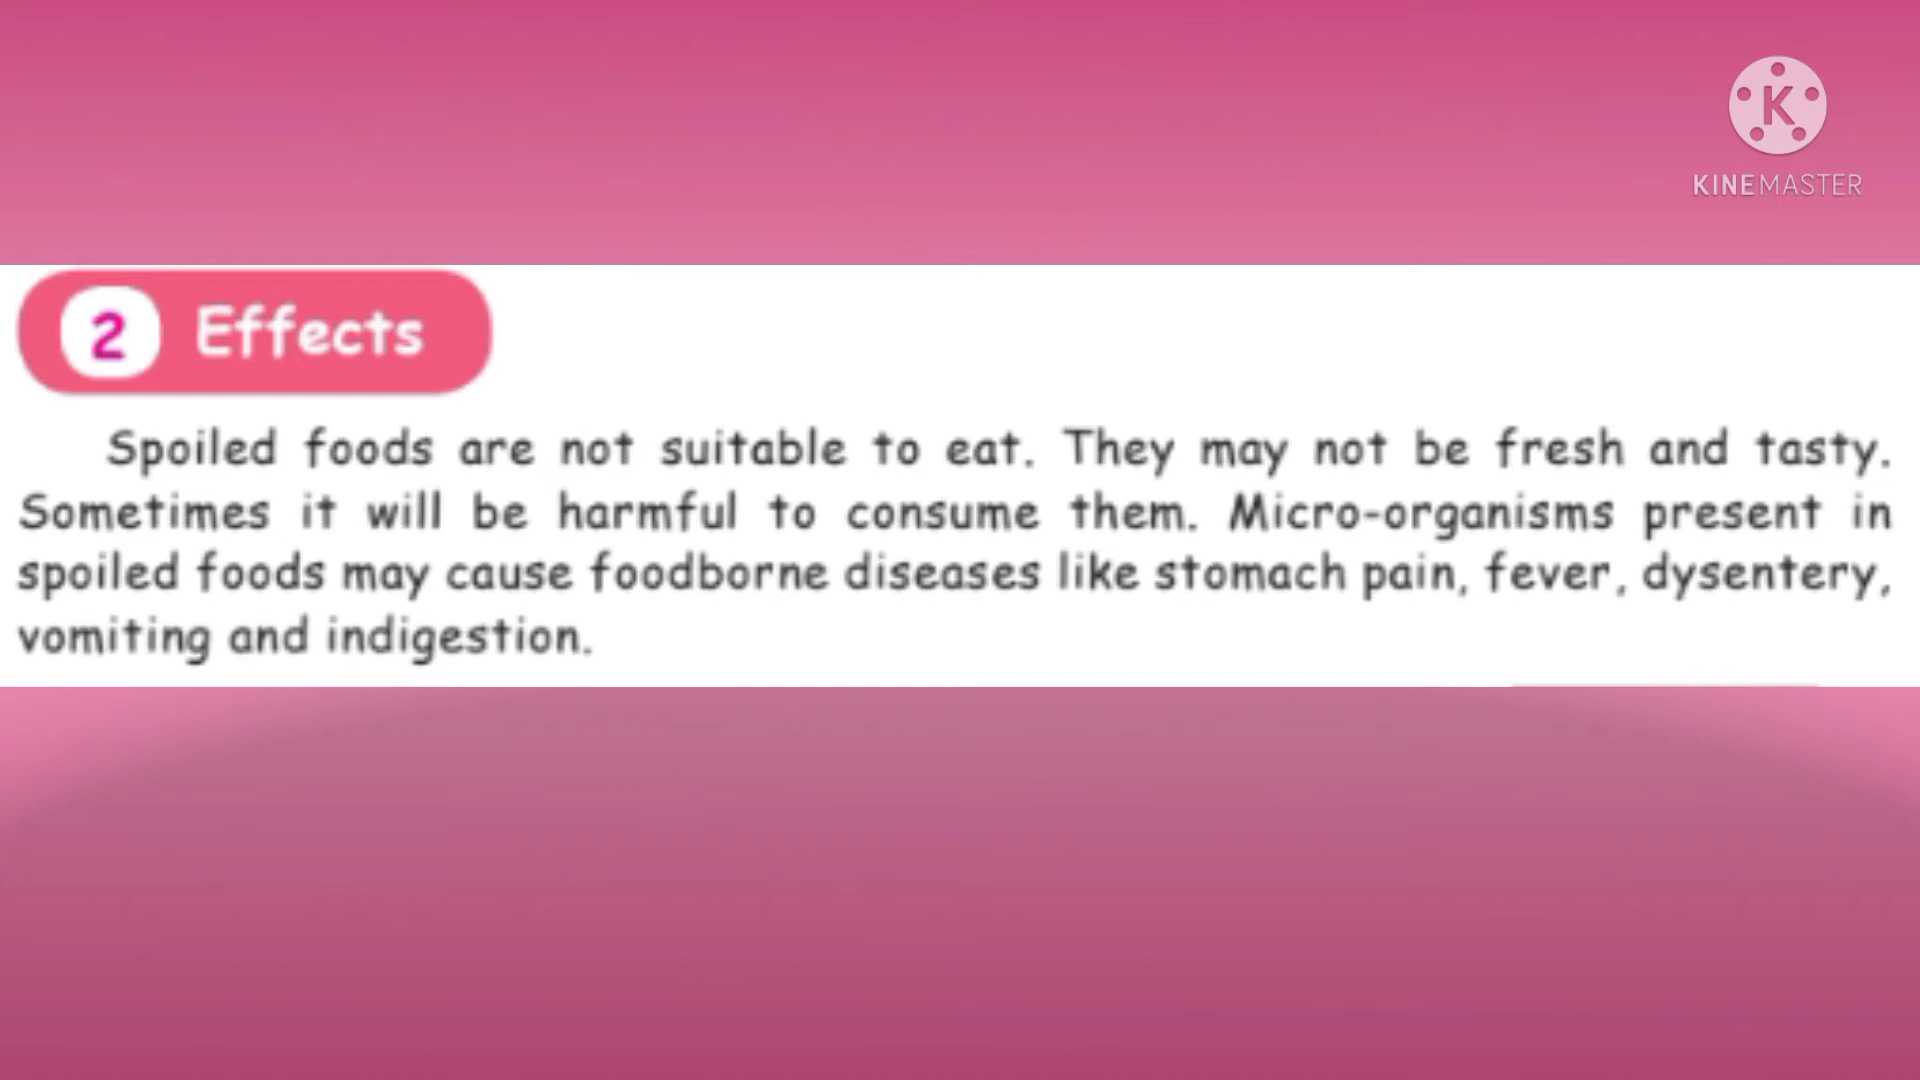 K
KINEMASTER
2 Effects
Spoiled foods are not suitable to eat. They may not be fresh and tasty.
Sometimes it will be harmful to consume them. Micro-organisms present in
spoiled foods may cause foodborne diseases like stomach pain, fever, dysentery,
vomiting and indigestion.